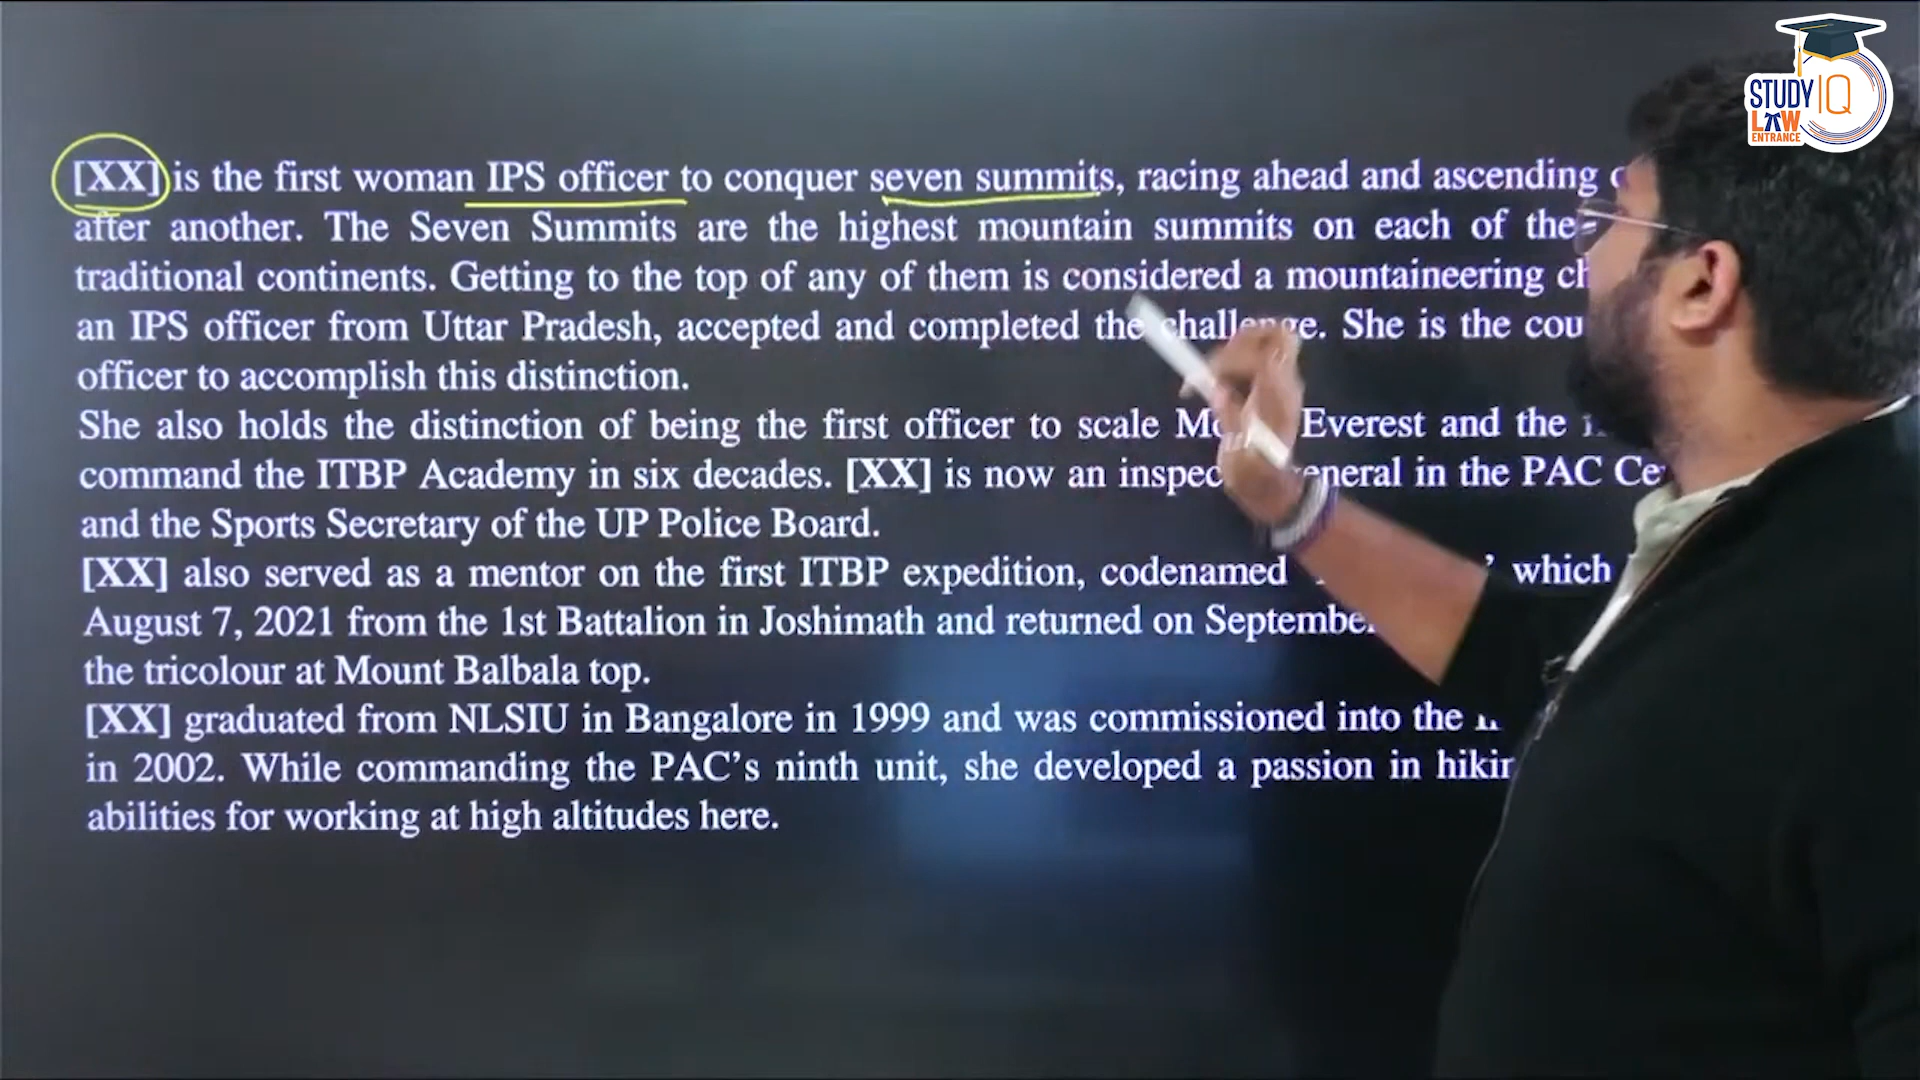 STUDY IQ
LAW
ENTRANCE
[XX] is the first woman IPS officer to conquer seven summits, racing ahead and ascending
after another. The Seven Summits are the highest mountain summits on each of the
traditional continents. Getting to the top of any of them is considered a mountaineering
an IPS officer from Uttar Pradesh, accepted and completed the challenge. She is the
officer to accomplish this distinction.
She also holds the distinction of being the first officer to scale Everest and the
command the ITBP Academy in six decades. [XX] is now an general in the PAC
and the Sports Secretary of the UP Police Board.
[XX] also served as a mentor on the first ITBP expedition, codenamed ’ which
August 7, 2021 from the 1st Battalion in Joshimath and returned on September
the tricolour at Mount Balbala top.
[XX] graduated from NLSIU in Bangalore in 1999 and was commissioned into the
in 2002. While commanding the PAC’s ninth unit, she developed a passion in
abilities for working at high altitudes here.